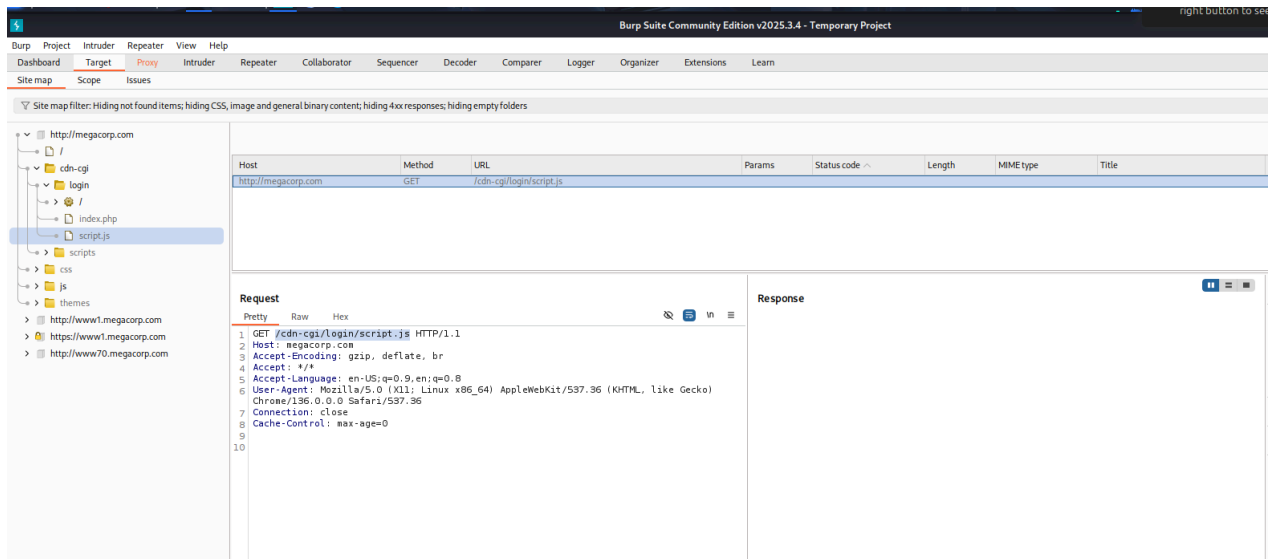 right button to see
Burp Suite Community Edition v2025.3.4 - Temporary Project
Burp Project Intruder Repeater View Help
Dashboard Target Proxy Intruder Repeater Collaborator Sequencer Decoder Comparer Logger Organizer Extensions Learn
Site map Scope Issues
Site map filter: Hiding not found items; hiding CSS, image and general binary content; hiding 4xx responses; hiding empty folders
http://megacorp.com
/
cdn-cgi
login
/
index.php
script.js
scripts
css
js
themes
http://www1.megacorp.com
https://www1.megacorp.com
http://www70.megacorp.com
Host Method URL Params Status code Length MIME type Title
http://megacorp.com GET /cdn-cgi/login/script.js
Request
Pretty Raw Hex
\n
1 GET /cdn-cgi/login/script.js HTTP/1.1
2 Host: megacorp.com
3 Accept-Encoding: gzip, deflate, br
4 Accept: */*
5 Accept-Language: en-US;q=0.9,en;q=0.8
6 User-Agent: Mozilla/5.0 (X11; Linux x86_64) AppleWebKit/537.36 (KHTML, like Gecko)
Chrome/136.0.0.0 Safari/537.36
7 Connection: close
8 Cache-Control: max-age=0
9
10
Response